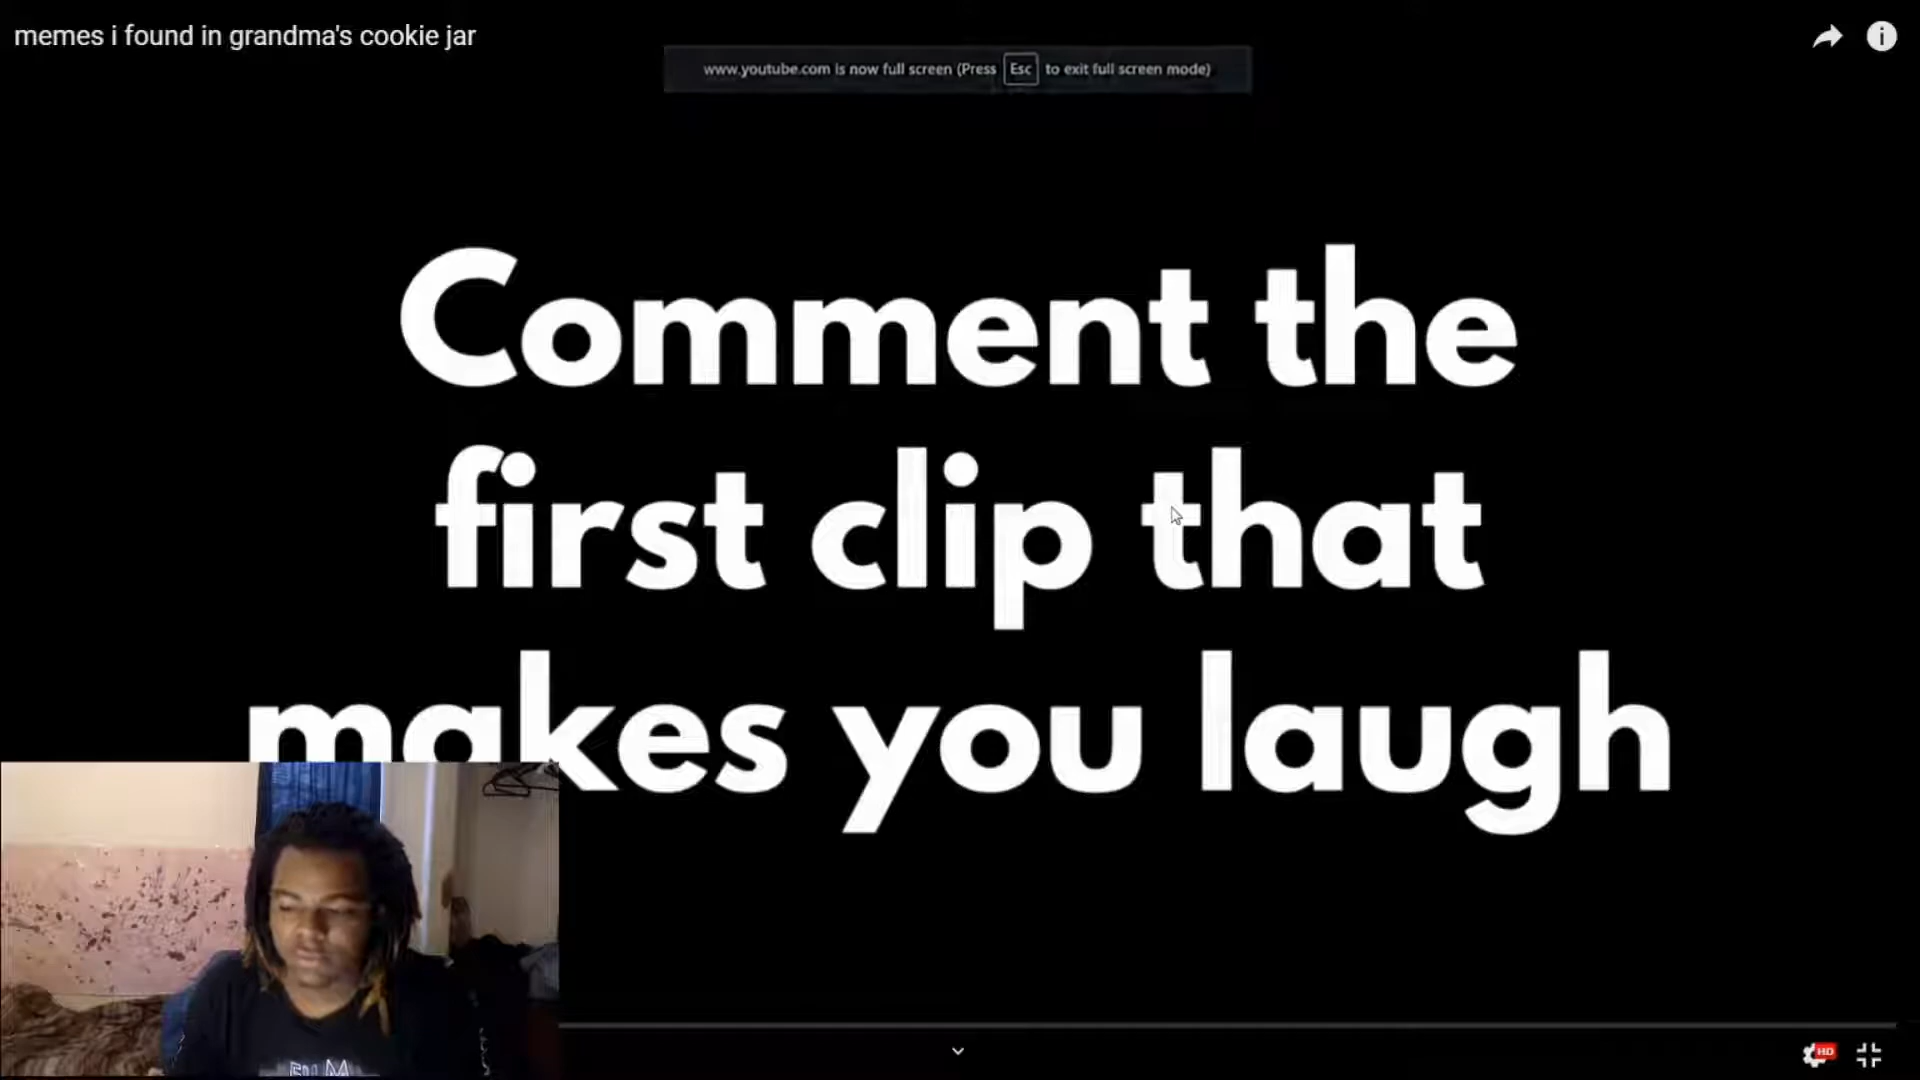 memes i found in grandma's cookie jar
www.youtube.com is now full screen (Press Esc to exit full screen mode)
Comment the
first clip that
makes you laugh
HD